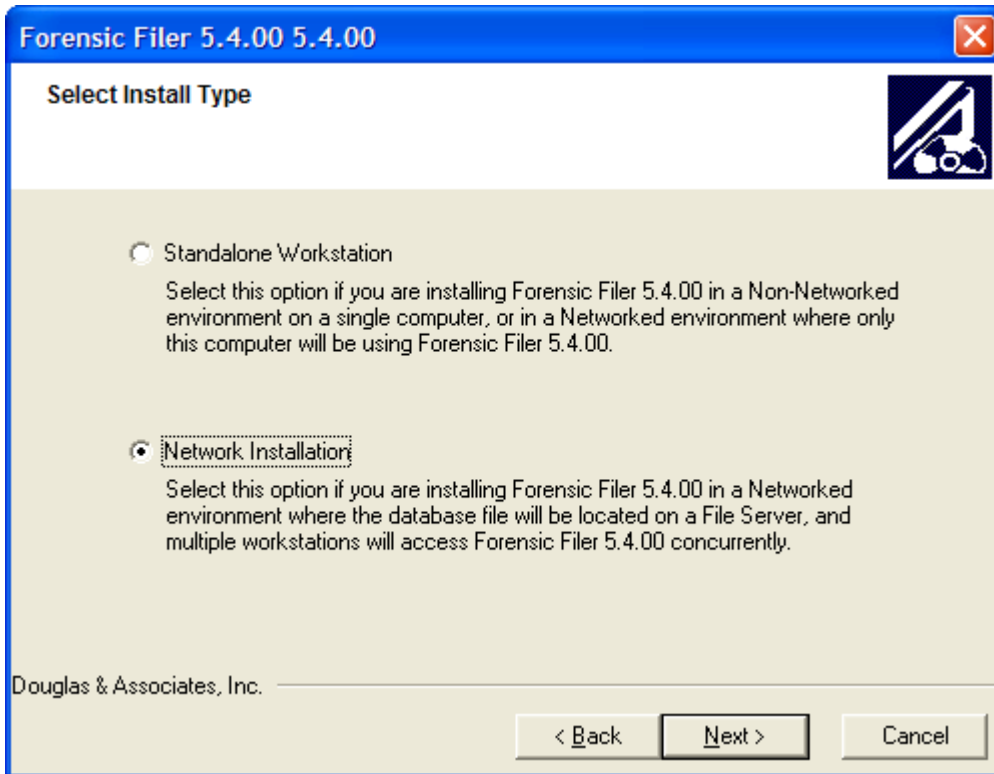 Forensic Filer 5.4.00 5.4.00
Select Install Type
Standalone Workstation
Select this option if you are installing Forensic Filer 5.4.00 in a Non-Networked
environment on a single computer, or in a Networked environment where only
this computer will be using Forensic Filer 5.4.00.
Network Installation
Select this option if you are installing Forensic Filer 5.4.00 in a Networked
environment where the database file will be located on a File Server, and
multiple workstations will access Forensic Filer 5.4.00 concurrently.
Douglas & Associates, Inc.
< Back
Next >
Cancel